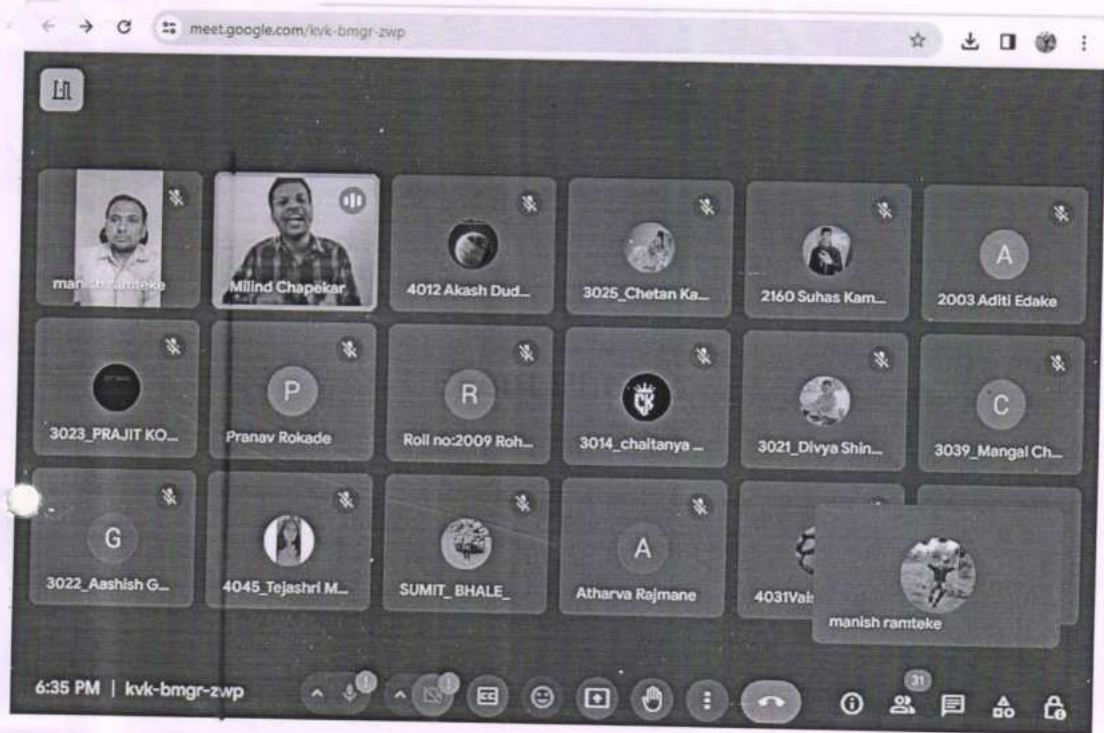 meet.google.com/kvk-bmgr-zwp
manish ramteke
Milind Chapekar
4012 Akash Dud...
3025_Chetan Ka...
2160 Suhas Kam...
A
2003 Aditi Edake
3023_PRAJIT KO...
P
Pranav Rokade
R
Roll no:2009 Roh...
CK
3014_chaitanya _
3021_Divya Shin...
C
3039_Mangal Ch...
G
3022_Aashish G...
4045_Tejashri M...
SUMIT_BHALE_
A
Atharva Rajmane
manish ramteke
6:35 PM | kvk-bmgr-zwp
CC
31